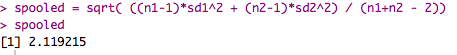 > spooled = sqrt( ((n1-1)*sd1^2 + (n2-1)*sd2^2) / (n1+n2 - 2))
> spooled
[1] 2.119215